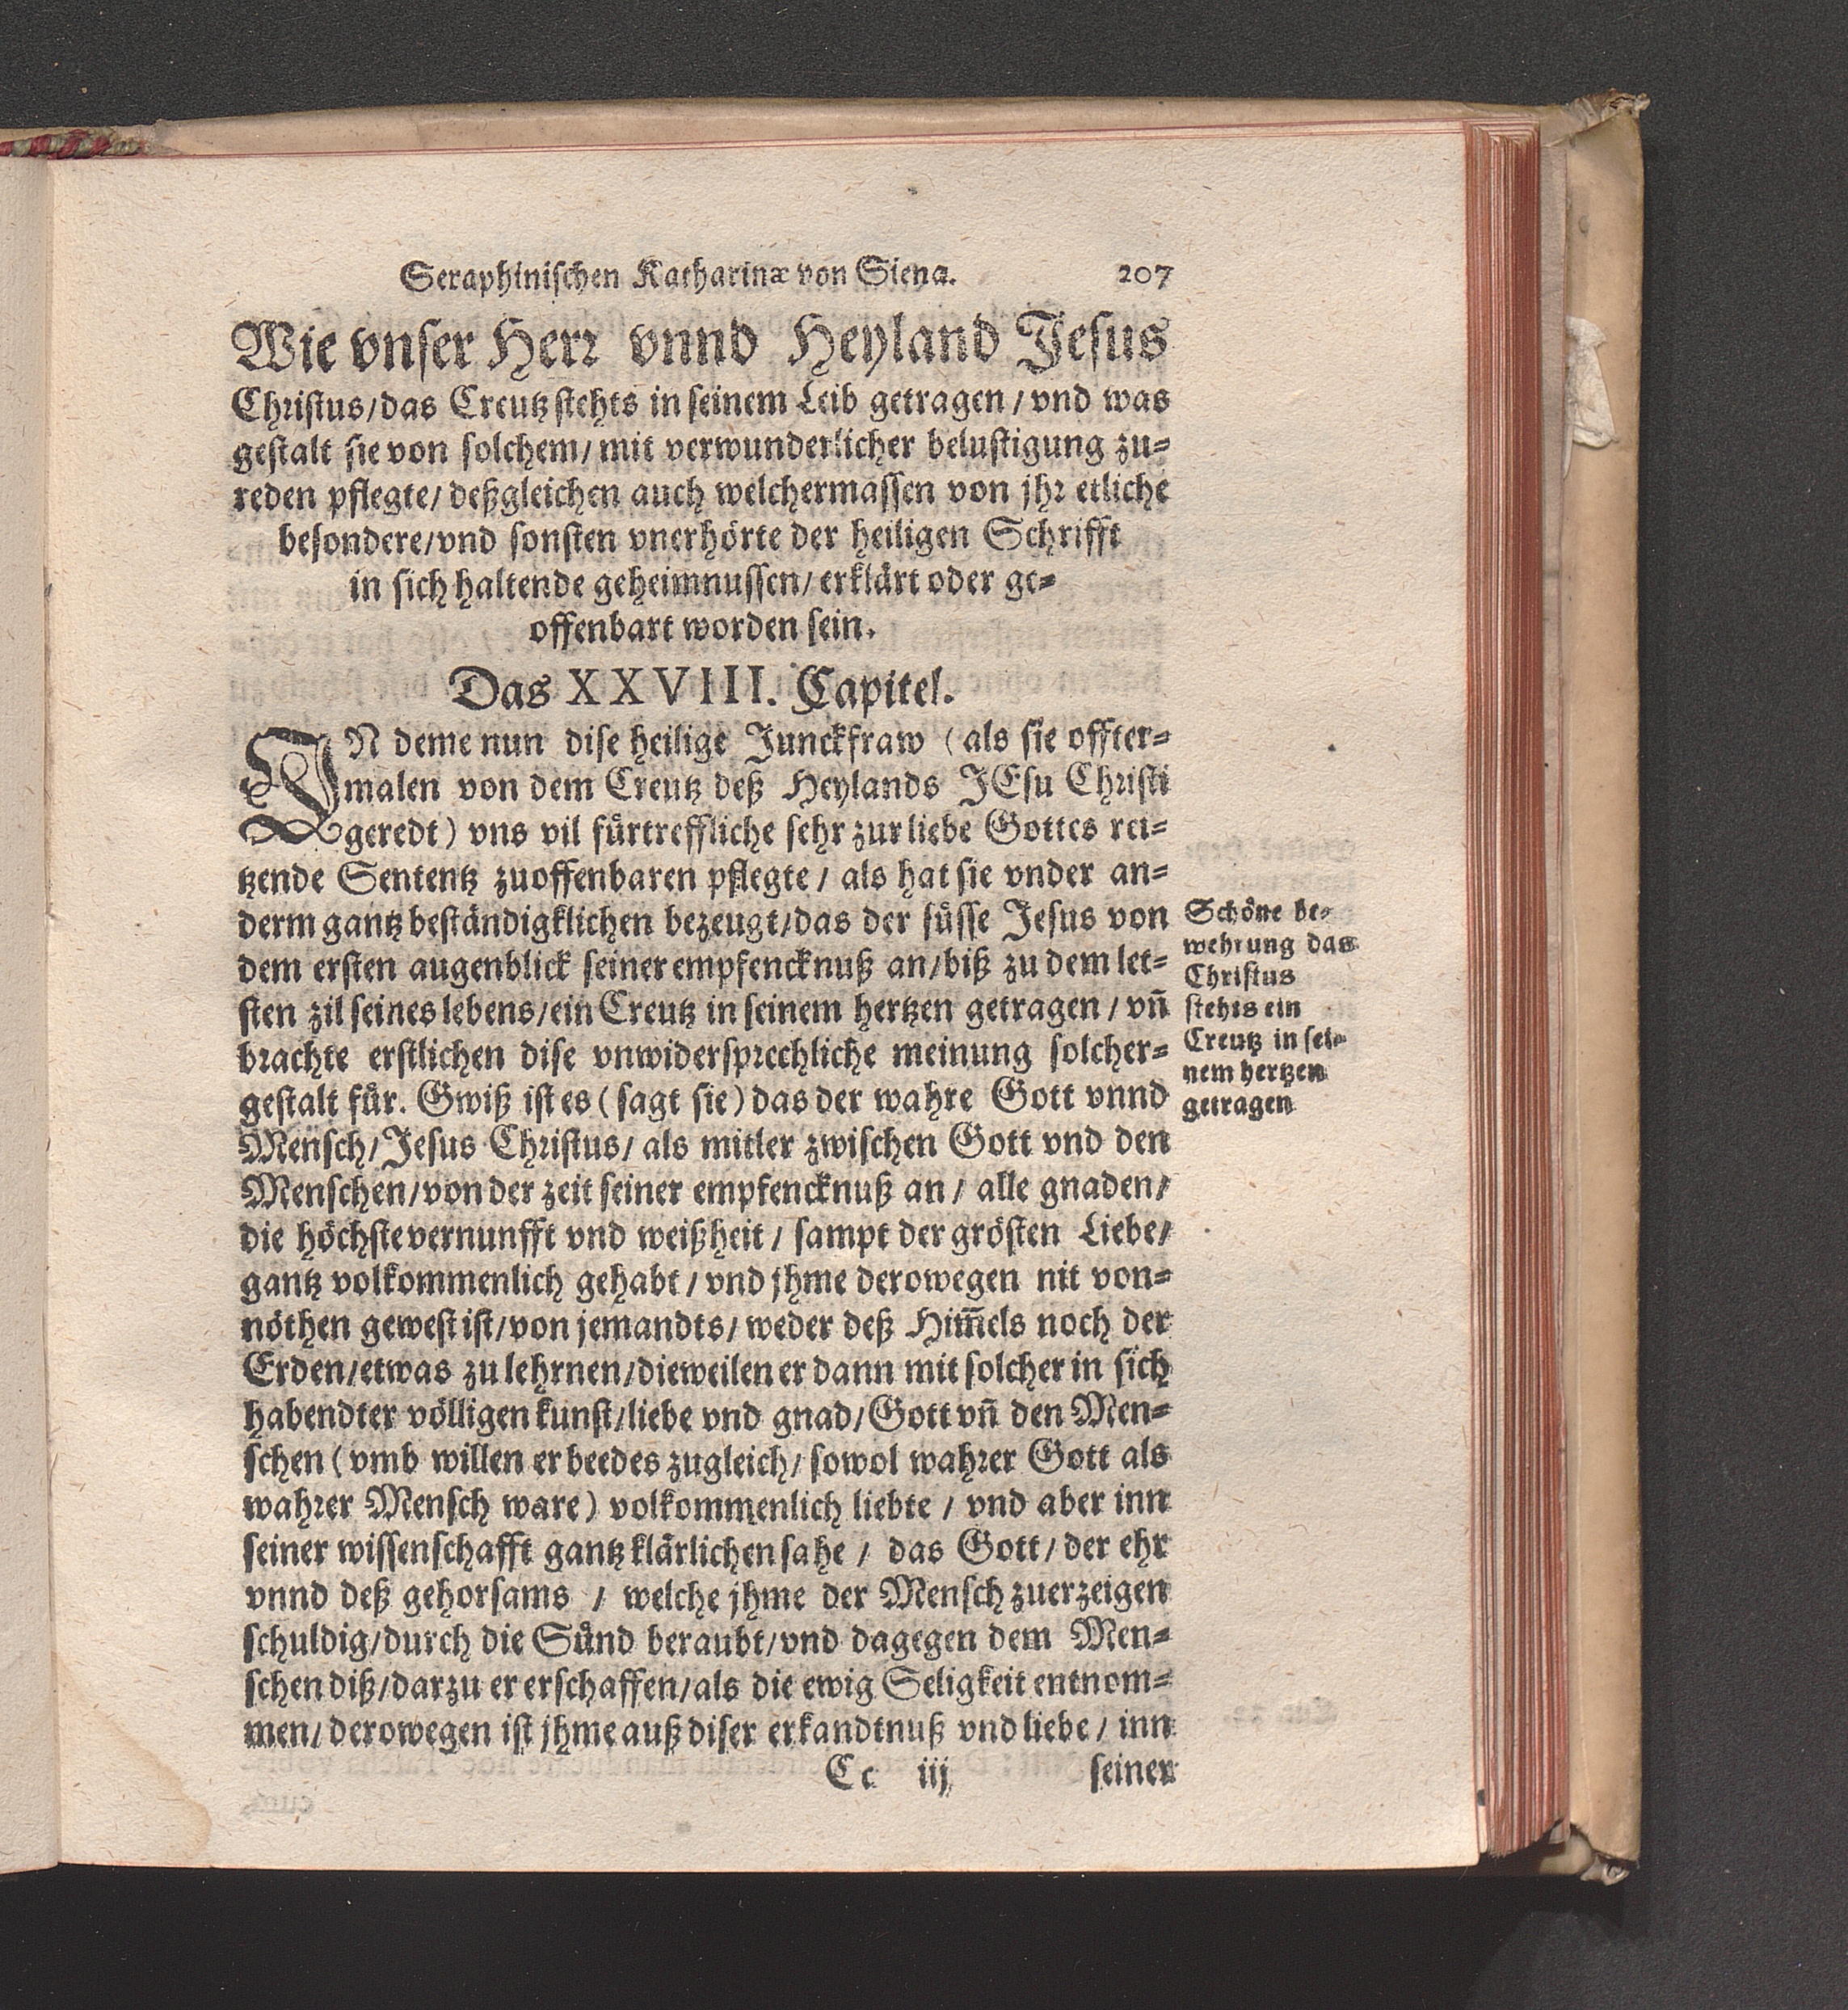 Seraphinischen Katharinæ von Siena. 207
Wie vnser Herr vnnd Heyland Jesus
Christus/das Creutz stehts in seinem Leib getragen/vnd was
gestalt sie von solchem/mit verwunderlicher belustigung zu=
reden pflegte/deßgleichen auch welchermassen von jhr etliche
besondere/vnd sonsten vnerhörte der heiligen Schrifft
in sich haltende geheimnussen/erklärt oder ge=
offenbart worden sein.
Das XXVIII. Capitel.
IN deme nun dise heilige Junckfraw (als sie offter=
malen von dem Creutz deß Heylands JEsu Christi
geredt) vns vil fürtreffliche sehr zur liebe Gottes rei=
tzende Sententz zuoffenbaren pflegte/als hat sie vnder an=
derm gantz beständigklichen bezeugt/das der süsse Jesus von
dem ersten augenblick seiner empfencknuß an/biß zu dem let=
sten zil seines lebens/ein Creutz in seinem hertzen getragen/vn̄
brachte erstlichen dise vnwidersprechliche meinung solcher=
gestalt für. Gwiß ist es (sagt sie) das der wahre Gott vnnd
Mensch/Jesus Christus/als mitler zwischen Gott vnd den
Menschen/von der zeit seiner empfencknuß an/alle gnaden/
die höchste vernunfft vnd weißheit/sampt der grösten Liebe/
gantz volkommenlich gehabt/vnd jhme derowegen nit von=
nöthen gewest ist/von jemandts/weder deß Him̄els noch der
Erden/etwas zu lehrnen/dieweilen er dann mit solcher in sich
habendter völligen kunst/liebe vnd gnad/Gott vn̄ den Men=
schen (vmb willen er beedes zugleich/sowol wahrer Gott als
wahrer Mensch ware) volkommenlich liebte/vnd aber inn
seiner wissenschafft gantz klärlichen sahe/das Gott/der ehr
vnnd deß gehorsams/welche jhme der Mensch zuerzeigen
schuldig/durch die Sünd beraubt/vnd dagegen dem Men=
schen diß/darzu er erschaffen/als die ewig Seligkeit entnom=
men/derowegen ist jhme auß diser erkandtnuß vnd liebe/inn
Cc iij seiner
Schöne be=
wehrung das
Christus
stehts ein
Creutz in sei=
nem hertzen
getragen